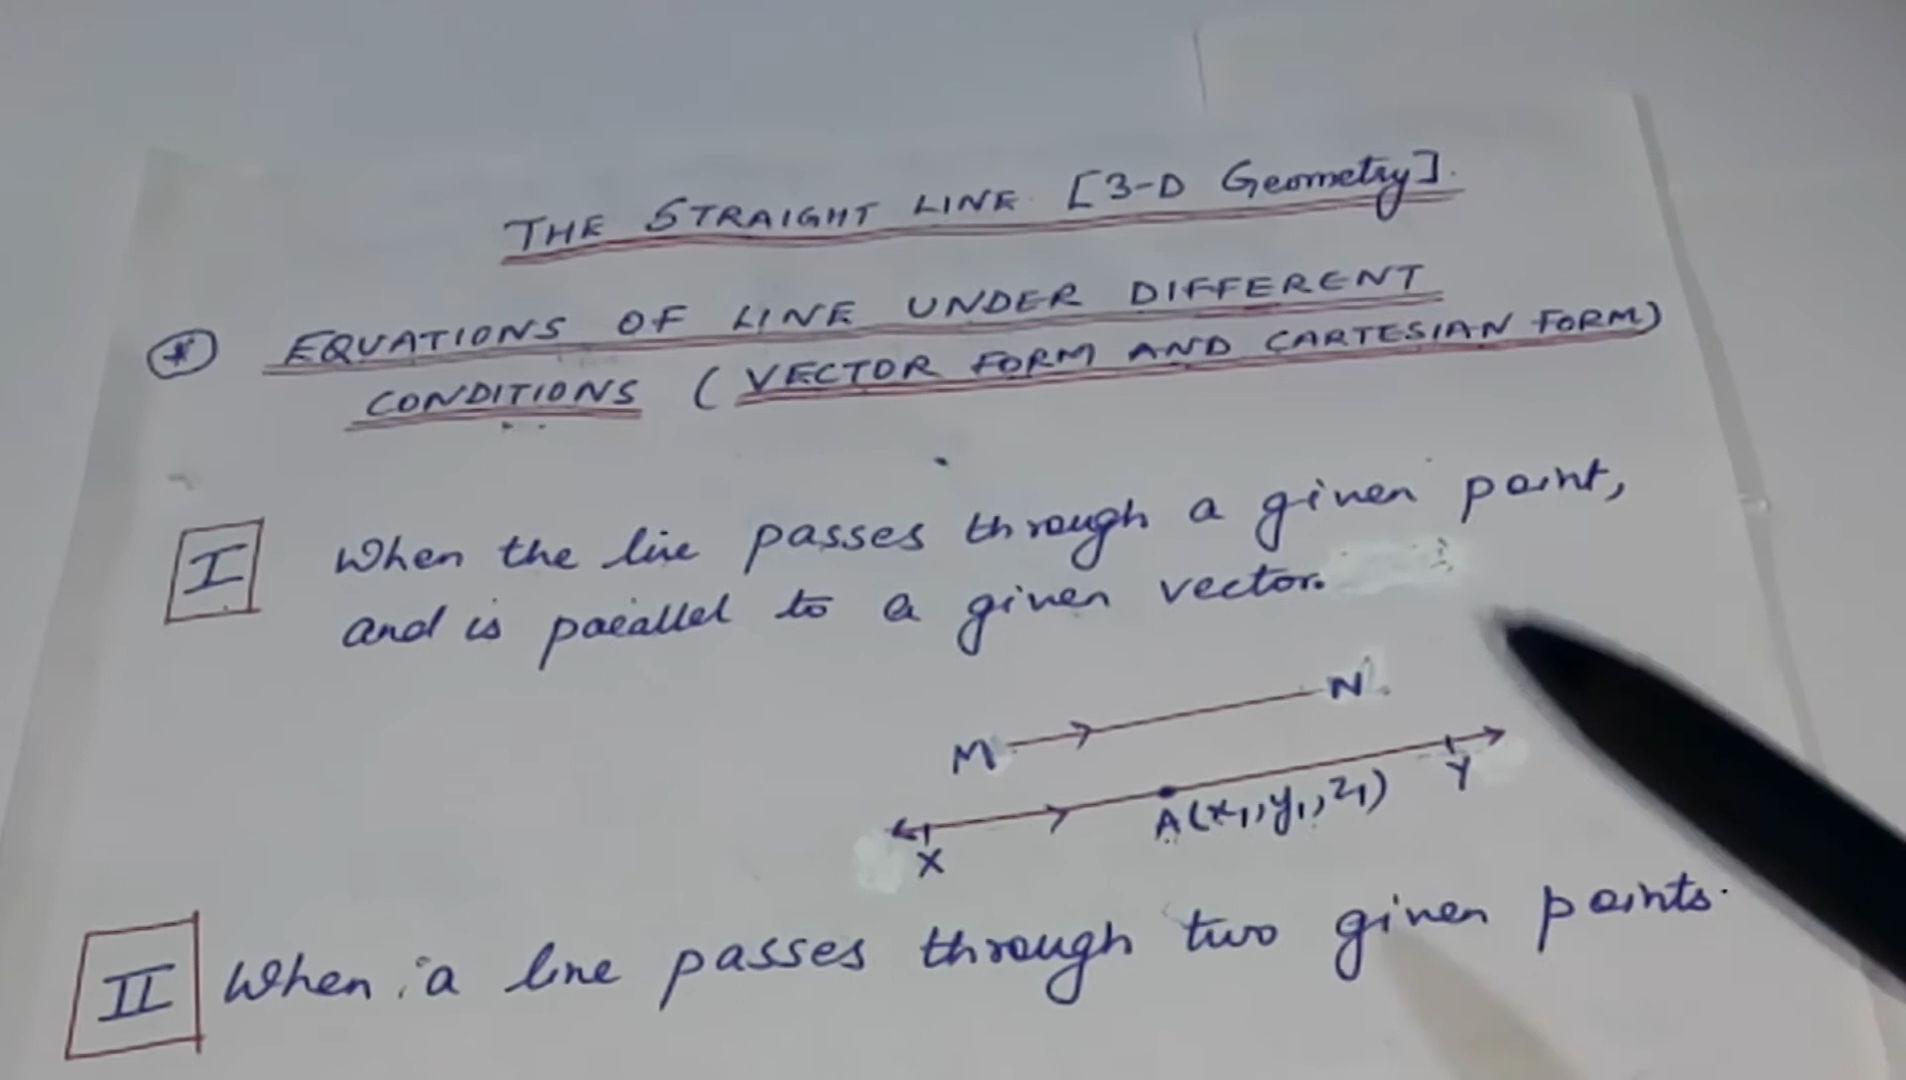 THE STRAIGHT LINE [3-D Geometry].
* EQUATIONS OF LINE UNDER DIFFERENT
CONDITIONS (VECTOR FORM AND CARTESIAN FORM)
I When the line passes through a given point,
and is parallel to a given vector.
M N
X A(x1, y1, z1) Y
II When a line passes through two given points.